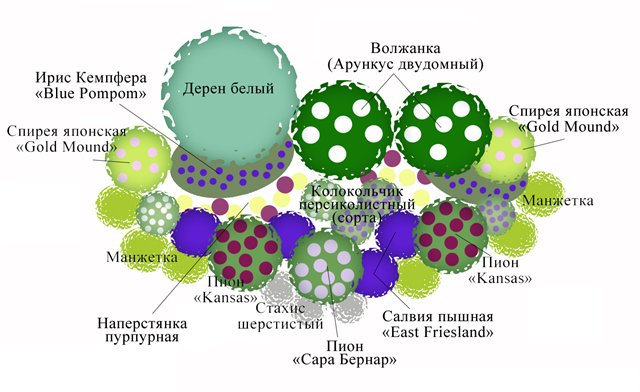 Волжанка
(Арункус двудомный)
Ирис Кемпфера
«Blue Pompom»
Дерен белый
Спирея японская
«Gold Mound»
Спирея японская
«Gold Mound»
Колокольчик
персиколистный
(сорта)
Манжетка
Манжетка
Пион
«Kansas»
Пион
«Kansas»
Стахис
шерстистый
Наперстянка
пурпурная
Салвия пышная
«East Friesland»
Пион
«Сара Бернар»